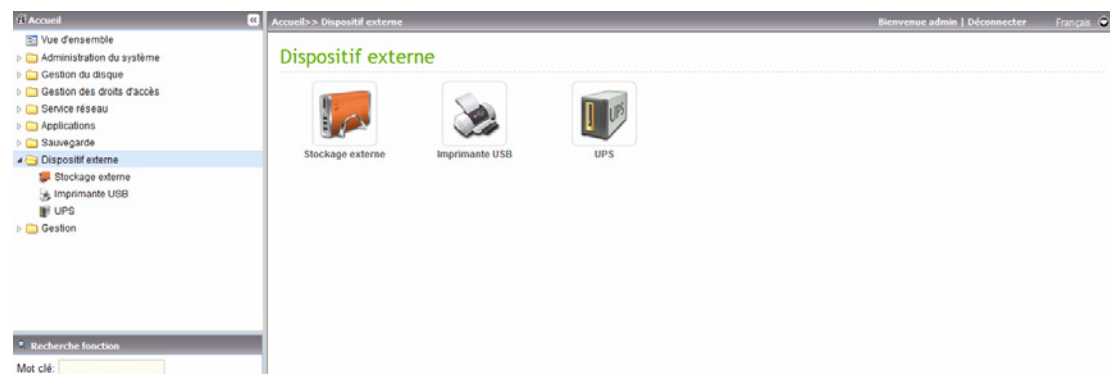 Accueil
Accueil>> Dispositif externe
Bienvenue admin | Déconnecter
Français
Vue d'ensemble
Administration du système
Gestion du disque
Gestion des droits d'accès
Service réseau
Applications
Sauvegarde
Dispositif externe
Stockage externe
Imprimante USB
UPS
Gestion
Recherche fonction
Mot clé:
Dispositif externe
UPS
Stockage externe
Imprimante USB
UPS